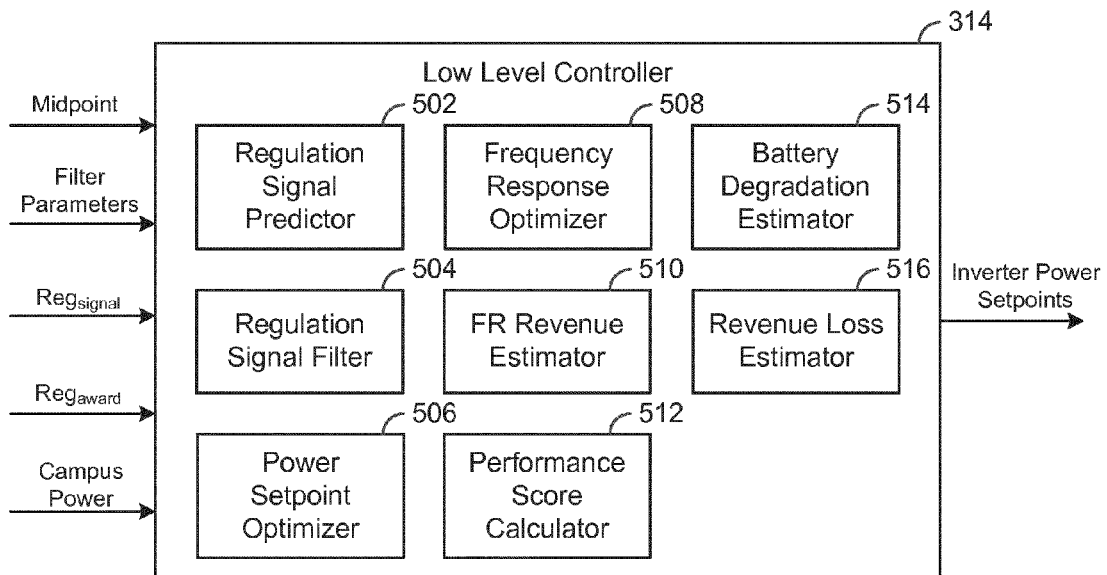 314
Low Level Controller
Midpoint
Filter
Parameters
Regsignal
Regaward
Campus
Power
502
Regulation
Signal
Predictor
508
Frequency
Response
Optimizer
514
Battery
Degradation
Estimator
504
Regulation
Signal Filter
510
FR Revenue
Estimator
516
Revenue Loss
Estimator
506
Power
Setpoint
Optimizer
512
Performance
Score
Calculator
Inverter Power
Setpoints